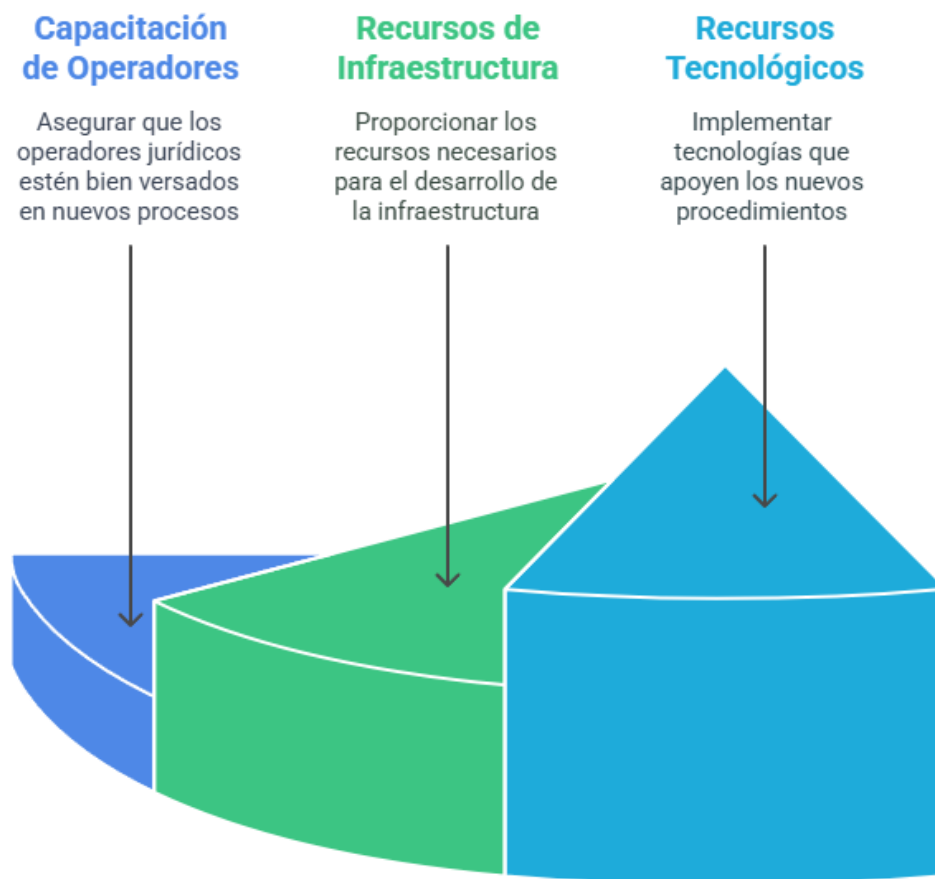 Capacitación
de Operadores
Asegurar que los
operadores jurídicos
estén bien versados
en nuevos procesos
Recursos de
Infraestructura
Proporcionar los
recursos necesarios
para el desarrollo de
la infraestructura
Recursos
Tecnológicos
Implementar
tecnologías que
apoyen los nuevos
procedimientos